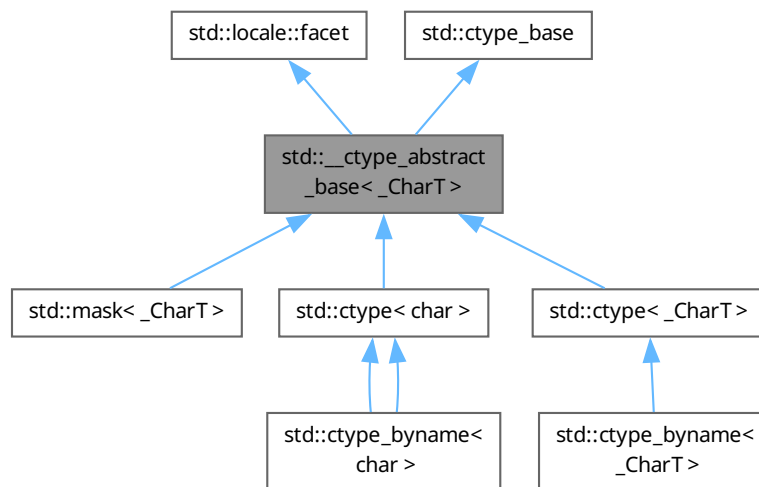 std::locale::facet
std::ctype_base
std::__ctype_abstract
_base< _CharT >
std::mask< _CharT >
std::ctype< char >
std::ctype< _CharT >
std::ctype_byname<
char >
std::ctype_byname<
_CharT >